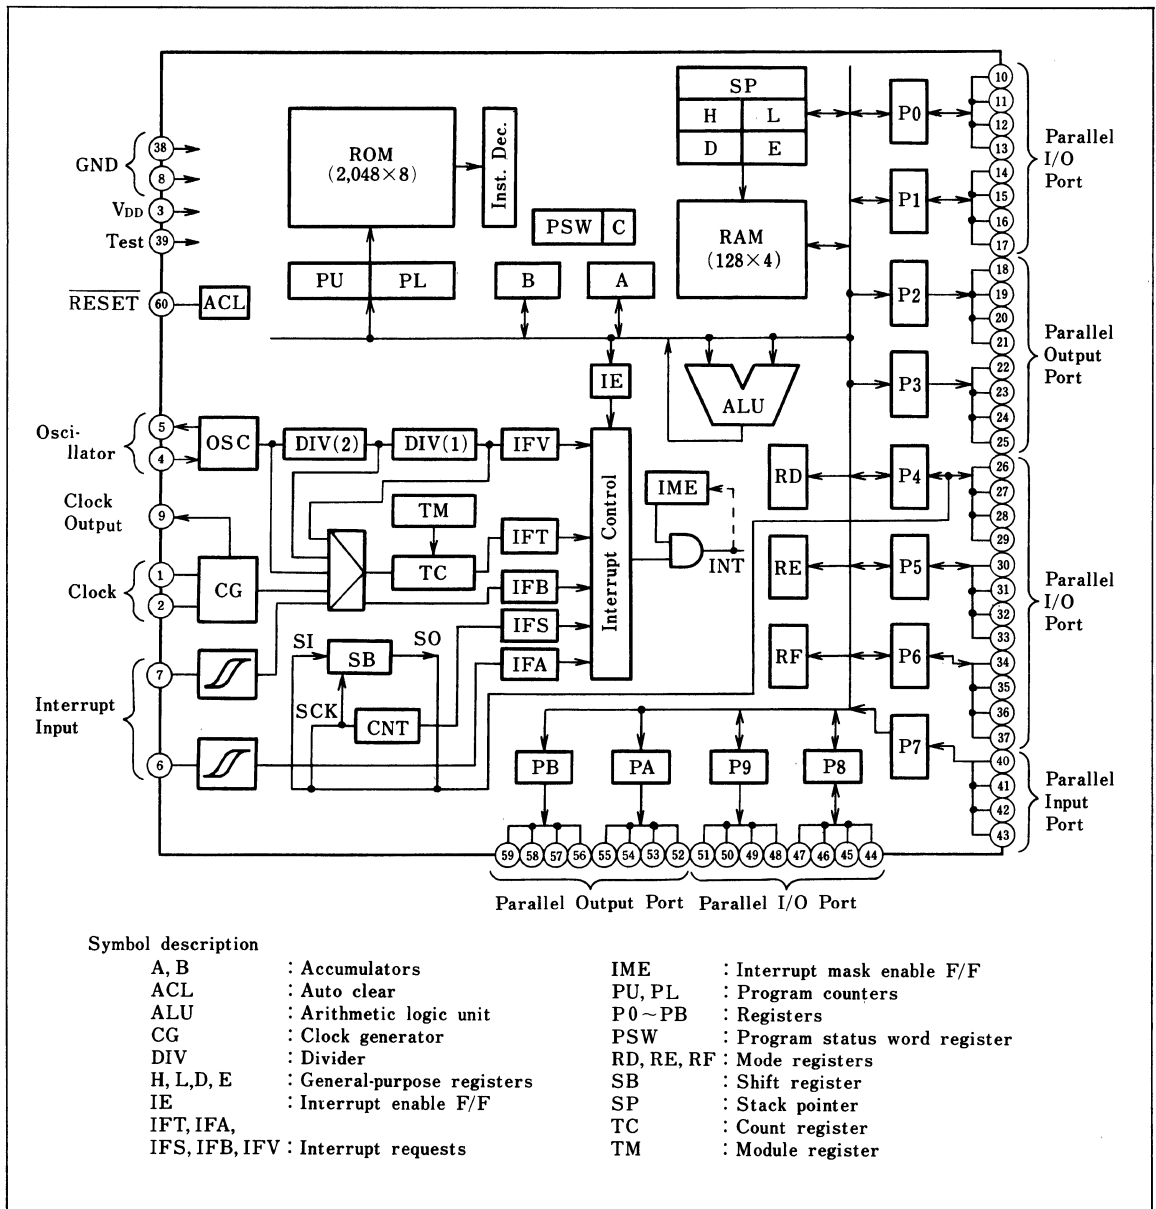 GND
38
8
VDD
3
Test
39
RESET
60
ACL
ROM
(2,048×8)
Inst. Dec.
PSW C
PU PL
B
A
SP
H L
D E
RAM
(128×4)
IE
ALU
Osci-
llator
5
4
OSC
DIV(2)
DIV(1)
IFV
Clock
Output
9
TM
TC
IFT
Clock
1
2
CG
IFB
IFS
IFA
Interrupt Control
IME
INT
Interrupt
Input
7
6
SI
SB
SO
SCK
CNT
RD
RE
RF
P0
P1
P2
P3
P4
P5
P6
P7
PB
PA
P9
P8
10
11
12
13
14
15
16
17
Parallel
I/O
Port
18
19
20
21
22
23
24
25
Parallel
Output
Port
26
27
28
29
30
31
32
33
34
35
36
37
Parallel
I/O
Port
40
41
42
43
Parallel
Input
Port
59 58 57 56 55 54 53 52 51 50 49 48 47 46 45 44
Parallel Output Port Parallel I/O Port
Symbol description
A, B : Accumulators
ACL : Auto clear
ALU : Arithmetic logic unit
CG : Clock generator
DIV : Divider
H, L,D, E : General-purpose registers
IE : Interrupt enable F/F
IFT, IFA,
IFS, IFB, IFV : Interrupt requests
IME : Interrupt mask enable F/F
PU, PL : Program counters
P0~PB : Registers
PSW : Program status word register
RD, RE, RF : Mode registers
SB : Shift register
SP : Stack pointer
TC : Count register
TM : Module register